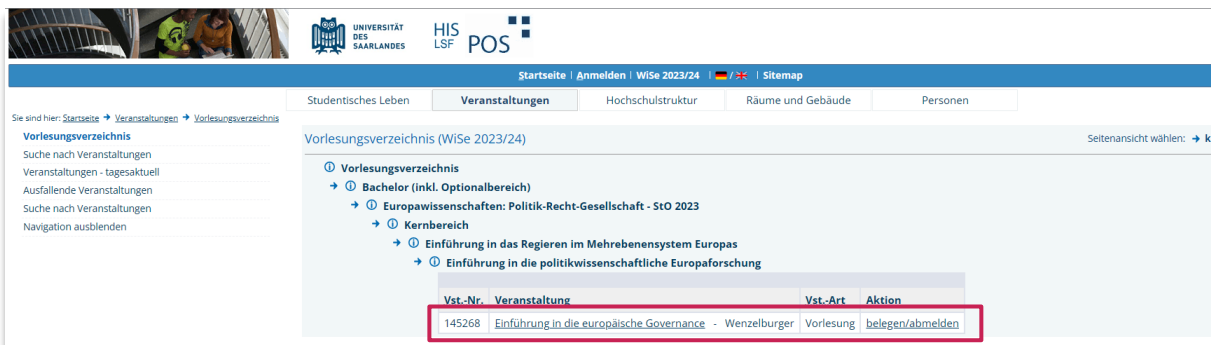 UNIVERSITÄT
DES
SAARLANDES
HIS
LSF POS
Startseite | Anmelden | WiSe 2023/24 | / | Sitemap
Studentisches Leben Veranstaltungen Hochschulstruktur Räume und Gebäude Personen
Sie sind hier: Startseite → Veranstaltungen → Vorlesungsverzeichnis
Vorlesungsverzeichnis
Suche nach Veranstaltungen
Veranstaltungen - tagesaktuell
Ausfallende Veranstaltungen
Suche nach Veranstaltungen
Navigation ausblenden
Vorlesungsverzeichnis (WiSe 2023/24) Seitenansicht wählen: → k
Vorlesungsverzeichnis
→ Bachelor (inkl. Optionalbereich)
→ Europawissenschaften: Politik-Recht-Gesellschaft - StO 2023
→ Kernbereich
→ Einführung in das Regieren im Mehrebenensystem Europas
→ Einführung in die politikwissenschaftliche Europaforschung
Vst.-Nr. Veranstaltung Vst.-Art Aktion
145268 Einführung in die europäische Governance - Wenzelburger Vorlesung belegen/abmelden